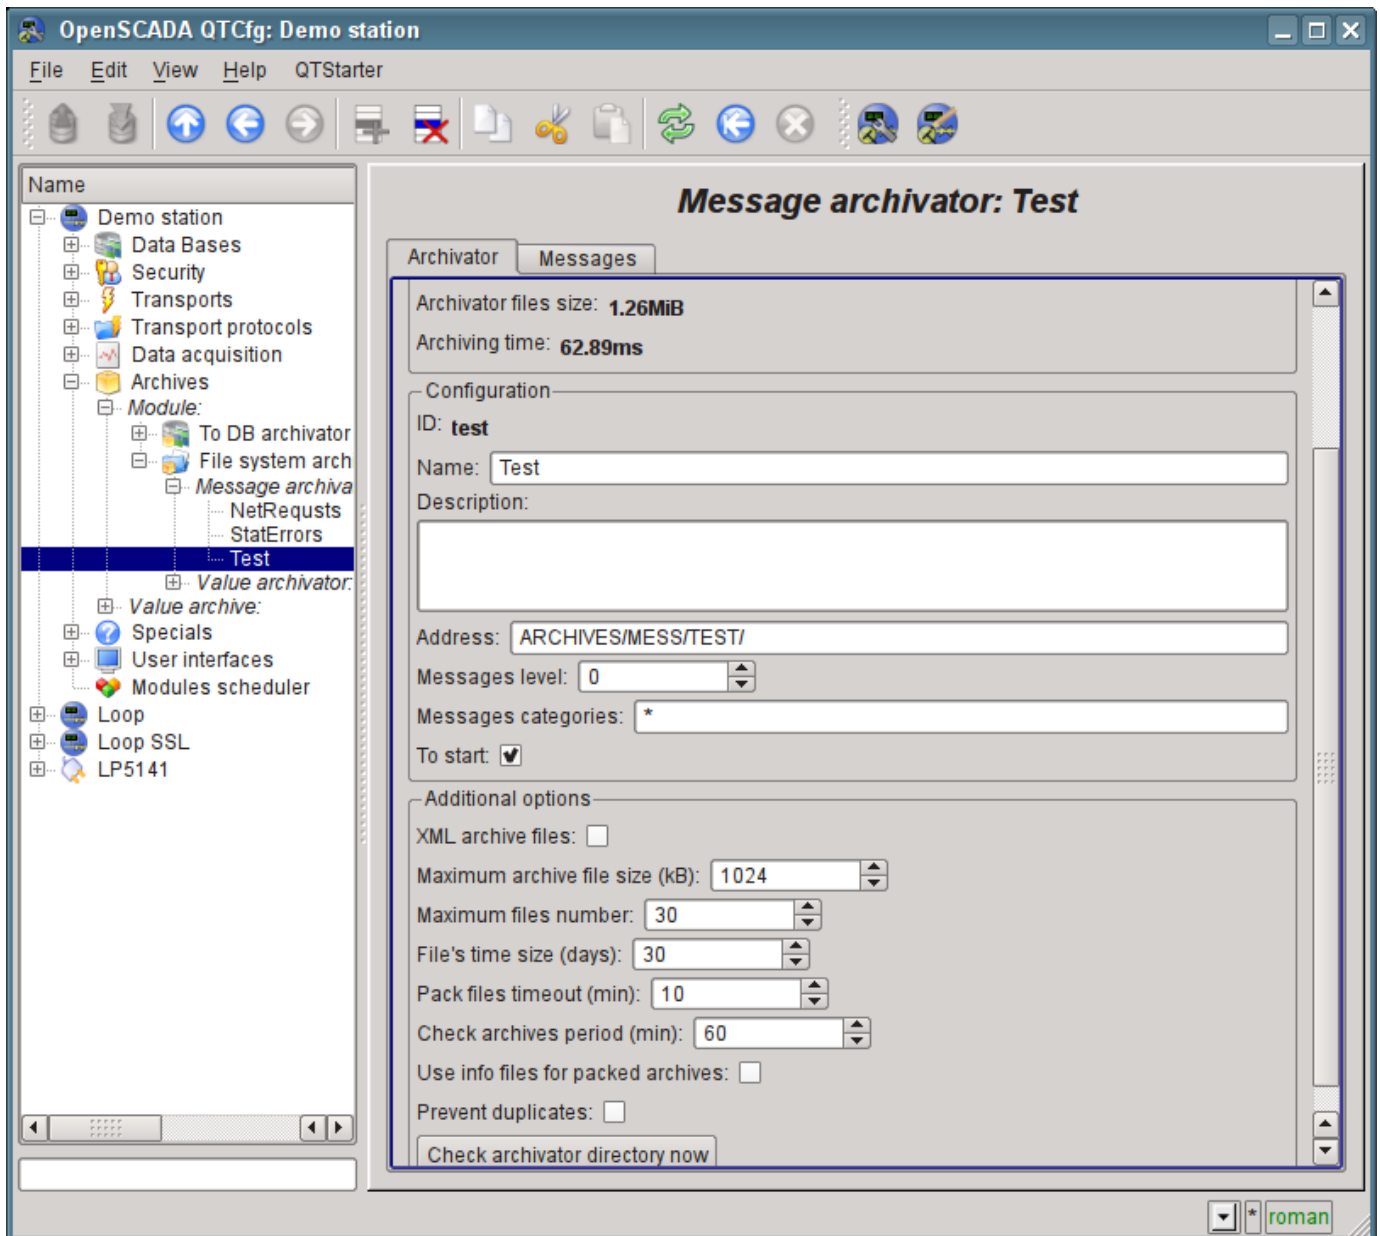 OpenSCADA QTCfg: Demo station
File Edit View Help QTStarter
Name
Demo station
Data Bases
Security
Transports
Transport protocols
Data acquisition
Archives
Module:
To DB archivator
File system arch
Message archiva
NetRequsts
StatErrors
Test
Value archivator:
Value archive:
Specials
User interfaces
Modules scheduler
Loop
Loop SSL
LP5141
Message archivator: Test
Archivator Messages
Archivator files size: 1.26MiB
Archiving time: 62.89ms
Configuration
ID: test
Name: Test
Description:
Address: ARCHIVES/MESS/TEST/
Messages level: 0
Messages categories: *
To start:
Additional options
XML archive files:
Maximum archive file size (kB): 1024
Maximum files number: 30
File's time size (days): 30
Pack files timeout (min): 10
Check archives period (min): 60
Use info files for packed archives:
Prevent duplicates:
Check archivator directory now
* roman